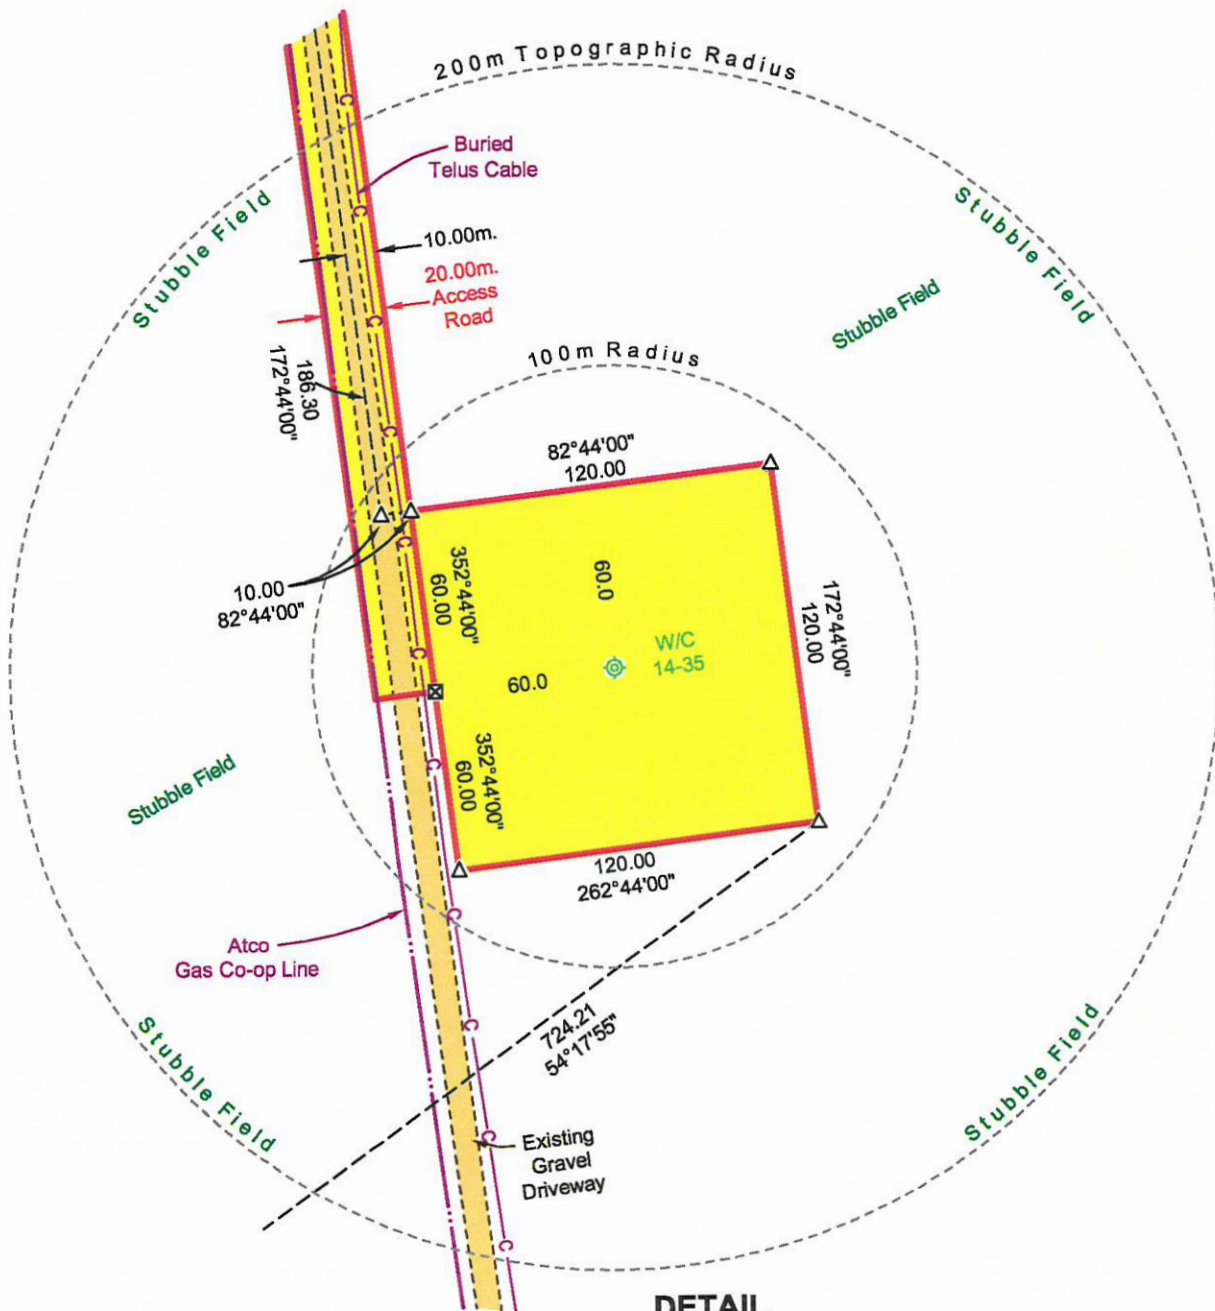 200m Topographic Radius
Buried
Telus Cable
Stubble Field
Stubble Field
10.00m.
20.00m.
Access
Road
Stubble Field
100m Radius
186.30
172°44'00"
82°44'00"
120.00
10.00
82°44'00"
352°44'00"
60.00
60.0
172°44'00"
120.00
W/C
14-35
60.0
352°44'00"
60.00
Stubble Field
120.00
262°44'00"
Atco
Gas Co-op Line
724.21
54°17'55"
Stubble Field
Stubble Field
Existing
Gravel
Driveway
C
C
C
C
C
C
C
C
C
C
C
DETAIL